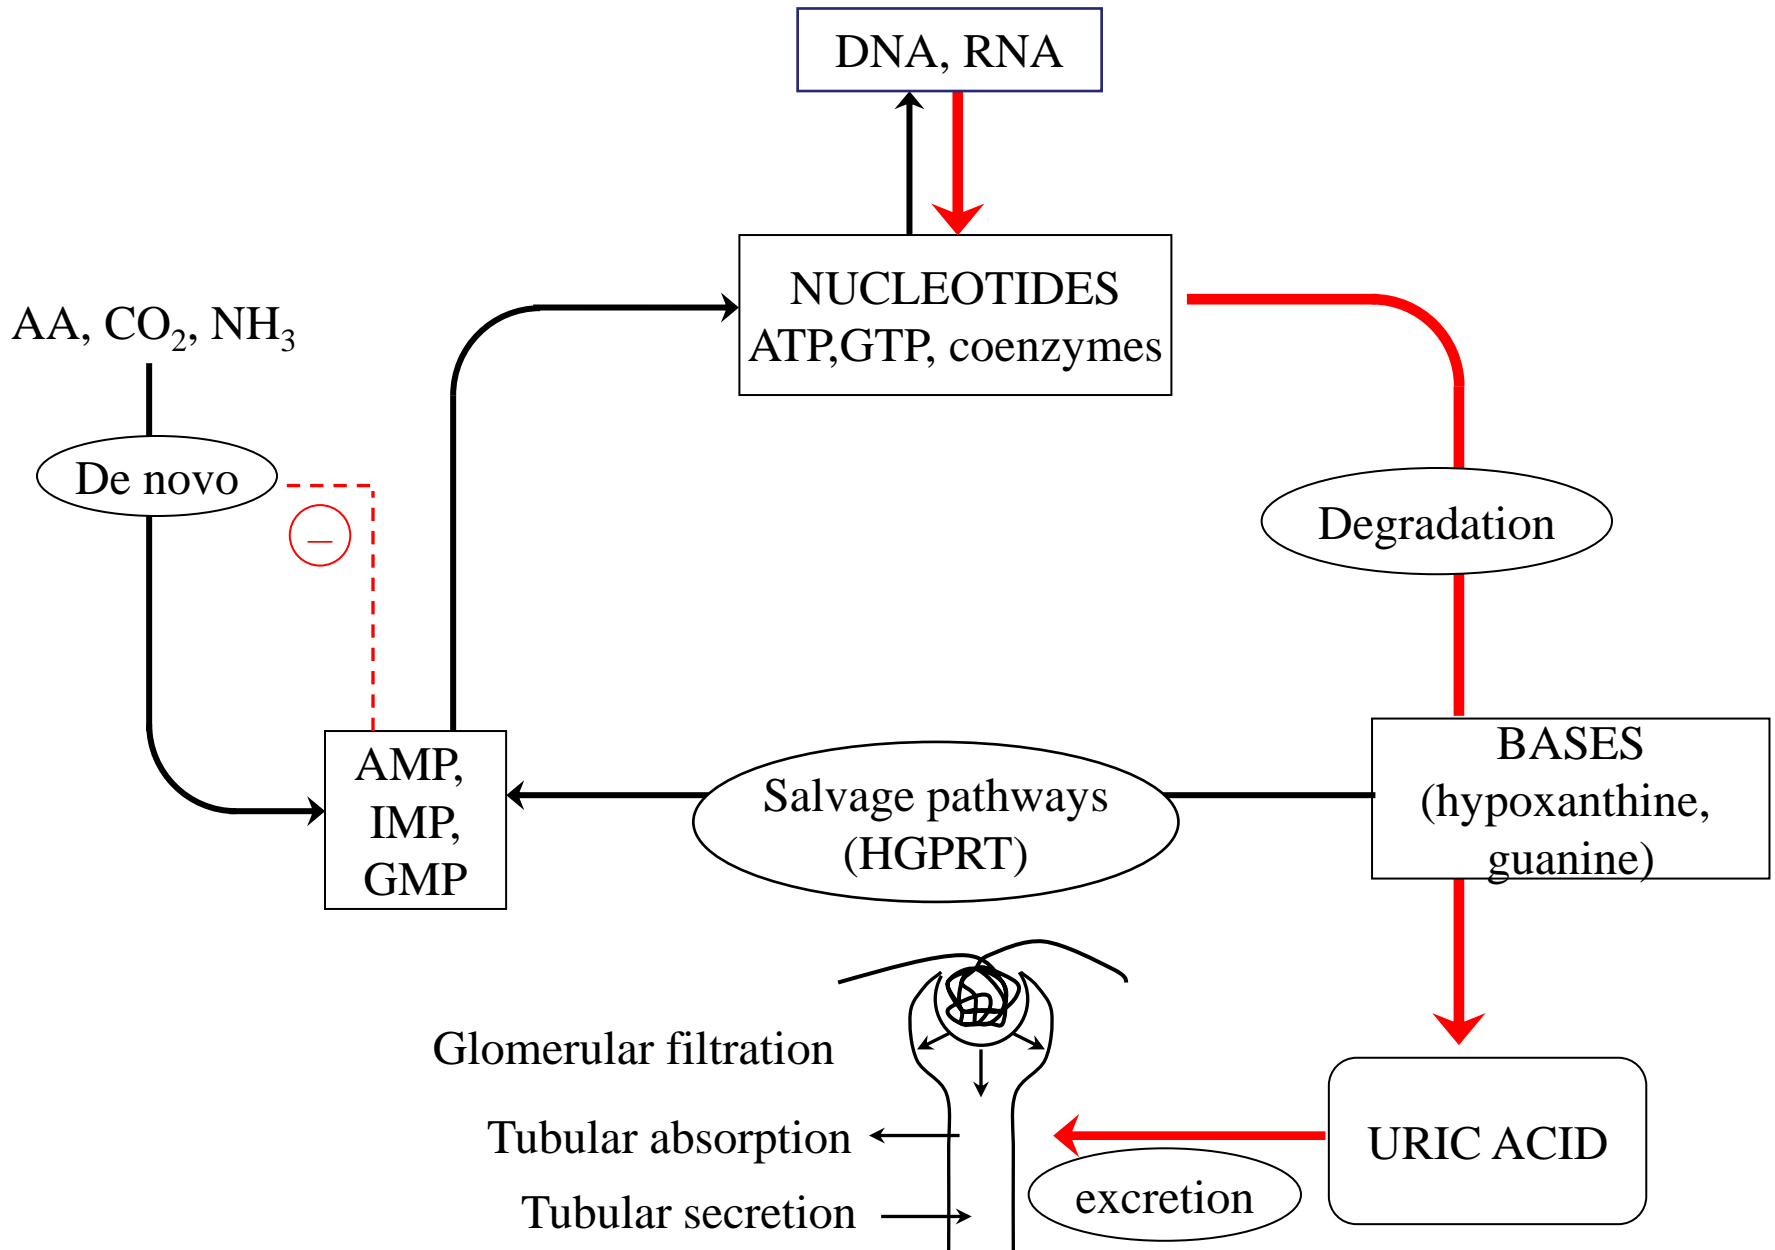 DNA, RNA
NUCLEOTIDES
ATP,GTP, coenzymes
AA, CO₂, NH₃
De novo
–
Degradation
AMP,
IMP,
GMP
Salvage pathways
(HGPRT)
BASES
(hypoxanthine,
guanine)
Glomerular filtration
Tubular absorption
Tubular secretion
excretion
URIC ACID